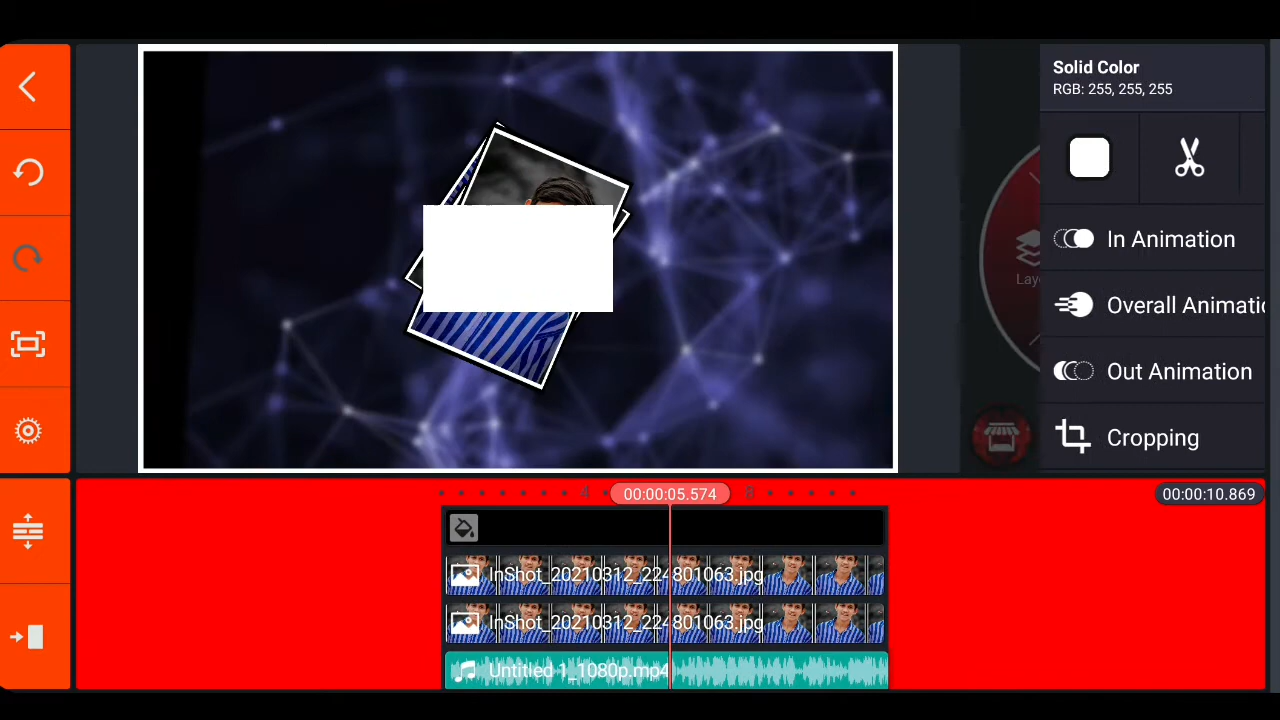 Solid Color
RGB: 255, 255, 255
In Animation
Overall Animatio
Out Animation
Cropping
00:00:05.574
00:00:10.869
InShot_20210312_224801063.jpg
InShot_20210312_224801063.jpg
Untitled 1_1080p.mp4